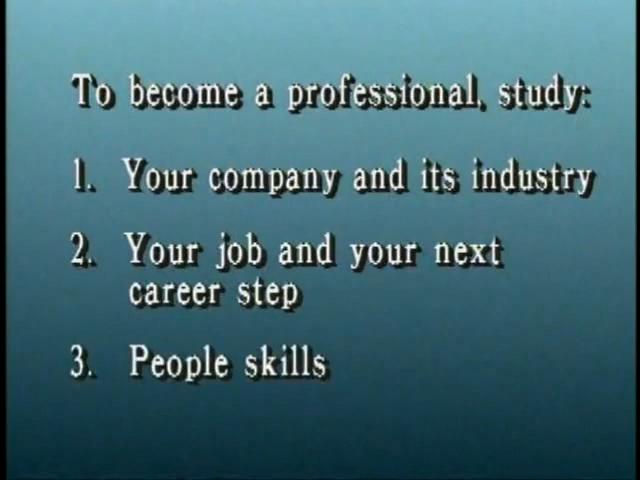 To become a professional, study:
1. Your company and its industry
2. Your job and your next
career step
3. People skills